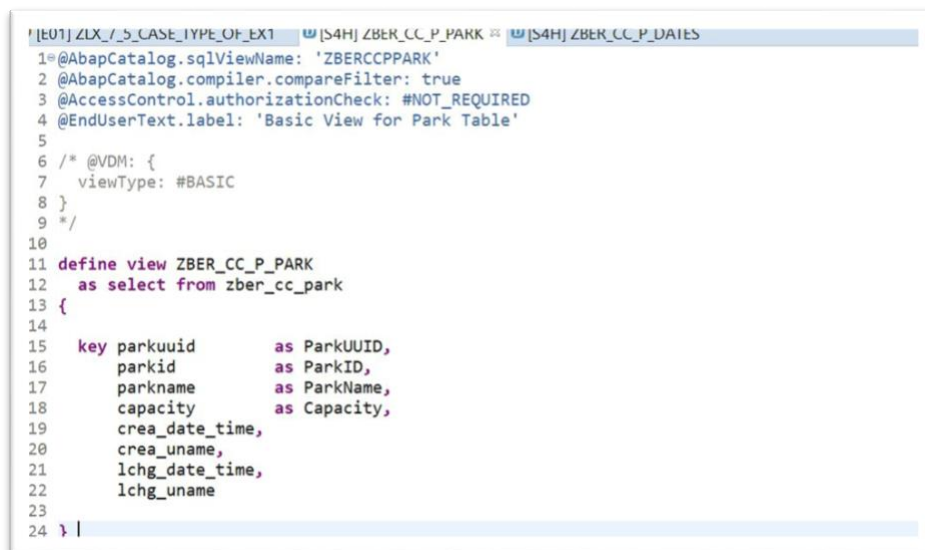 [E01] ZLX_7_5_CASE_TYPE_OF_EX1 [S4H] ZBER_CC_P_PARK [S4H] ZBER_CC_P_DATES
1 @AbapCatalog.sqlViewName: 'ZBERCCPPARK'
2 @AbapCatalog.compiler.compareFilter: true
3 @AccessControl.authorizationCheck: #NOT_REQUIRED
4 @EndUserText.label: 'Basic View for Park Table'
5
6 /* @VDM: {
7 viewType: #BASIC
8 }
9 */
10
11 define view ZBER_CC_P_PARK
12 as select from zber_cc_park
13 {
14
15 key parkuuid as ParkUUID,
16 parkid as ParkID,
17 parkname as ParkName,
18 capacity as Capacity,
19 crea_date_time,
20 crea_uname,
21 lchg_date_time,
22 lchg_uname
23
24 }